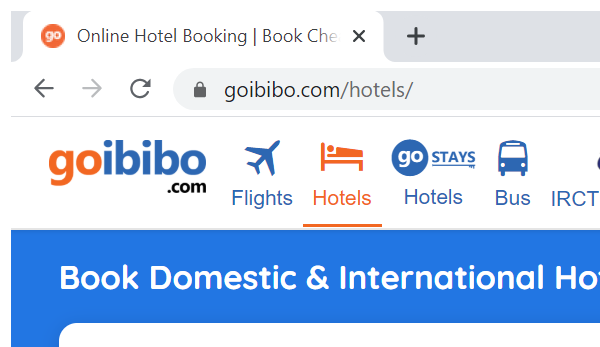 go Online Hotel Booking | Book Che
goibibo.com/hotels/
goibibo
.com
go STAYS
Flights Hotels Hotels Bus IRCT
Book Domestic & International Ho